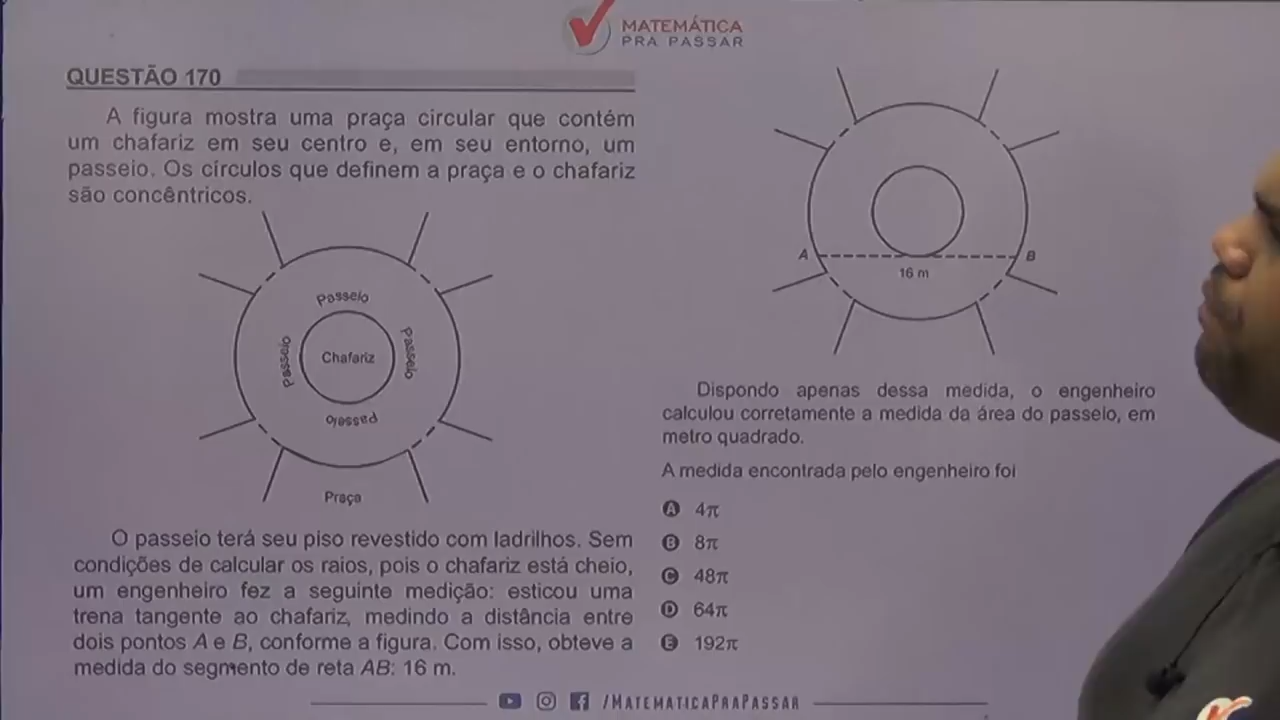 MATEMÁTICA
PRA PASSAR
QUESTÃO 170
A figura mostra uma praça circular que contém
um chafariz em seu centro e, em seu entorno, um
passeio. Os círculos que definem a praça e o chafariz
são concêntricos.
Passeio
Passeio
Chafariz
Passeio
Passeio
Praça
O passeio terá seu piso revestido com ladrilhos. Sem
condições de calcular os raios, pois o chafariz está cheio,
um engenheiro fez a seguinte medição: esticou uma
trena tangente ao chafariz, medindo a distância entre
dois pontos A e B, conforme a figura. Com isso, obteve a
medida do segmento de reta AB: 16 m.
A
B
16 m
Dispondo apenas dessa medida, o engenheiro
calculou corretamente a medida da área do passeio, em
metro quadrado.
A medida encontrada pelo engenheiro foi
A 4π
B 8π
C 48π
D 64π
E 192π
/MATEMATICAPRAPASSAR